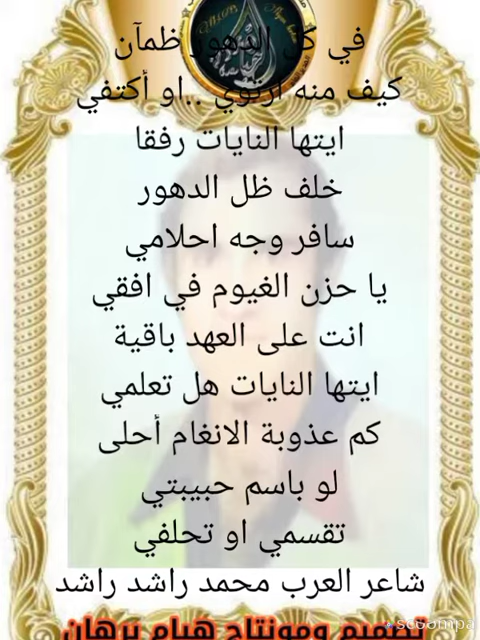 في كل الدهور ظمآن
كيف منه ارتوي ..او أكتفي
ايتها النايات رفقا
خلف ظل الدهور
سافر وجه احلامي
يا حزن الغيوم في افقي
انت على العهد باقية
ايتها النايات هل تعلمي
كم عذوبة الانغام أحلى
لو باسم حبيبتي
تقسمي او تحلفي
شاعر العرب محمد راشد راشد
تصميم ومونتاج هيام برهان
scoompa